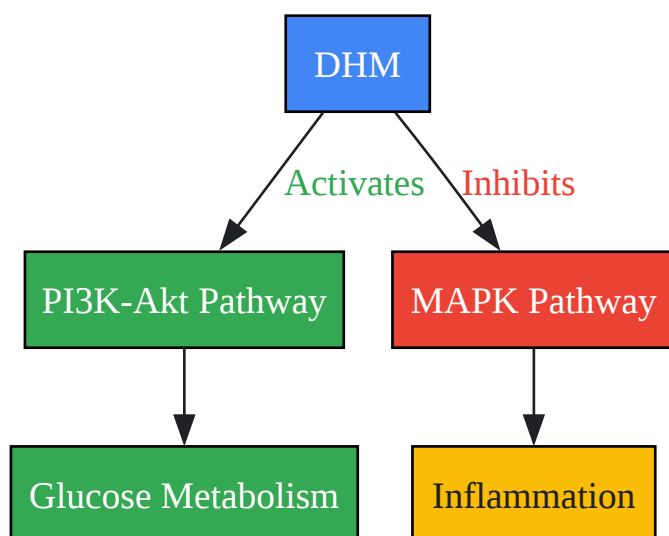 DHM
Activates
Inhibits
PI3K-Akt Pathway
MAPK Pathway
Glucose Metabolism
Inflammation